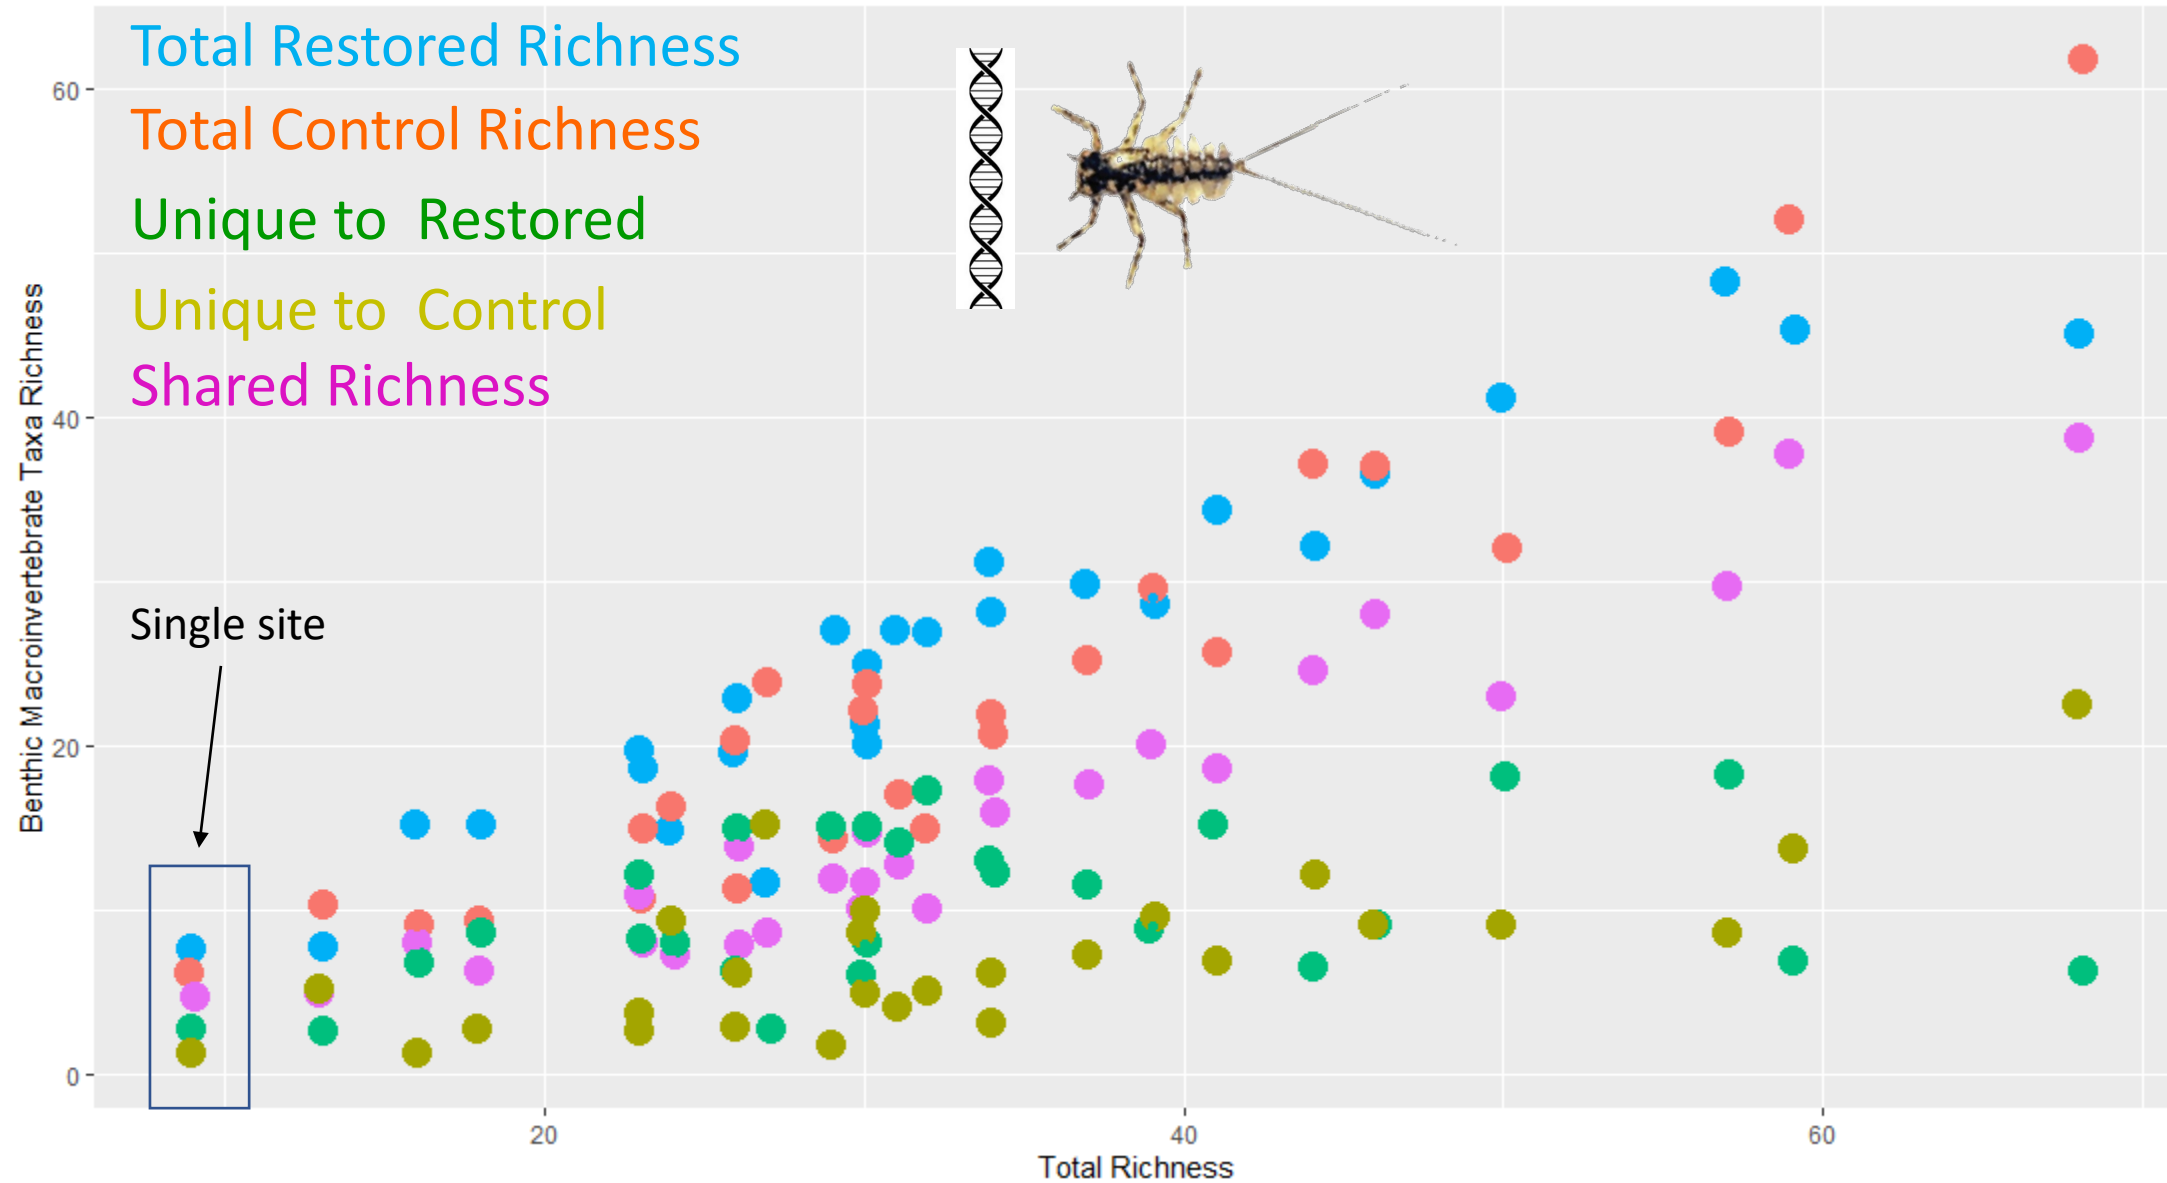 Total Restored Richness
Total Control Richness
Unique to Restored
Unique to Control
Shared Richness
Single site
Benthic Macroinvertebrate Taxa Richness
60
40
20
0
20
40
60
Total Richness